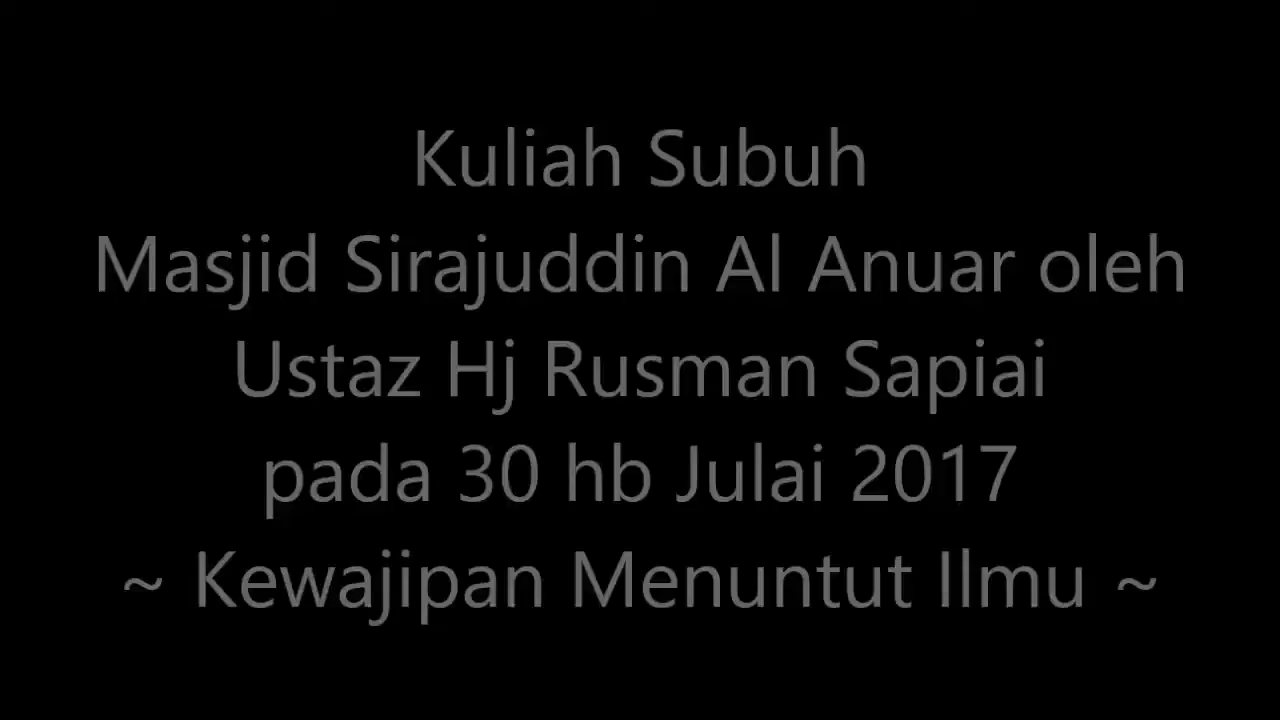 Kuliah Subuh
Masjid Sirajuddin Al Anuar oleh
Ustaz Hj Rusman Sapiai
pada 30 hb Julai 2017
~ Kewajipan Menuntut Ilmu ~